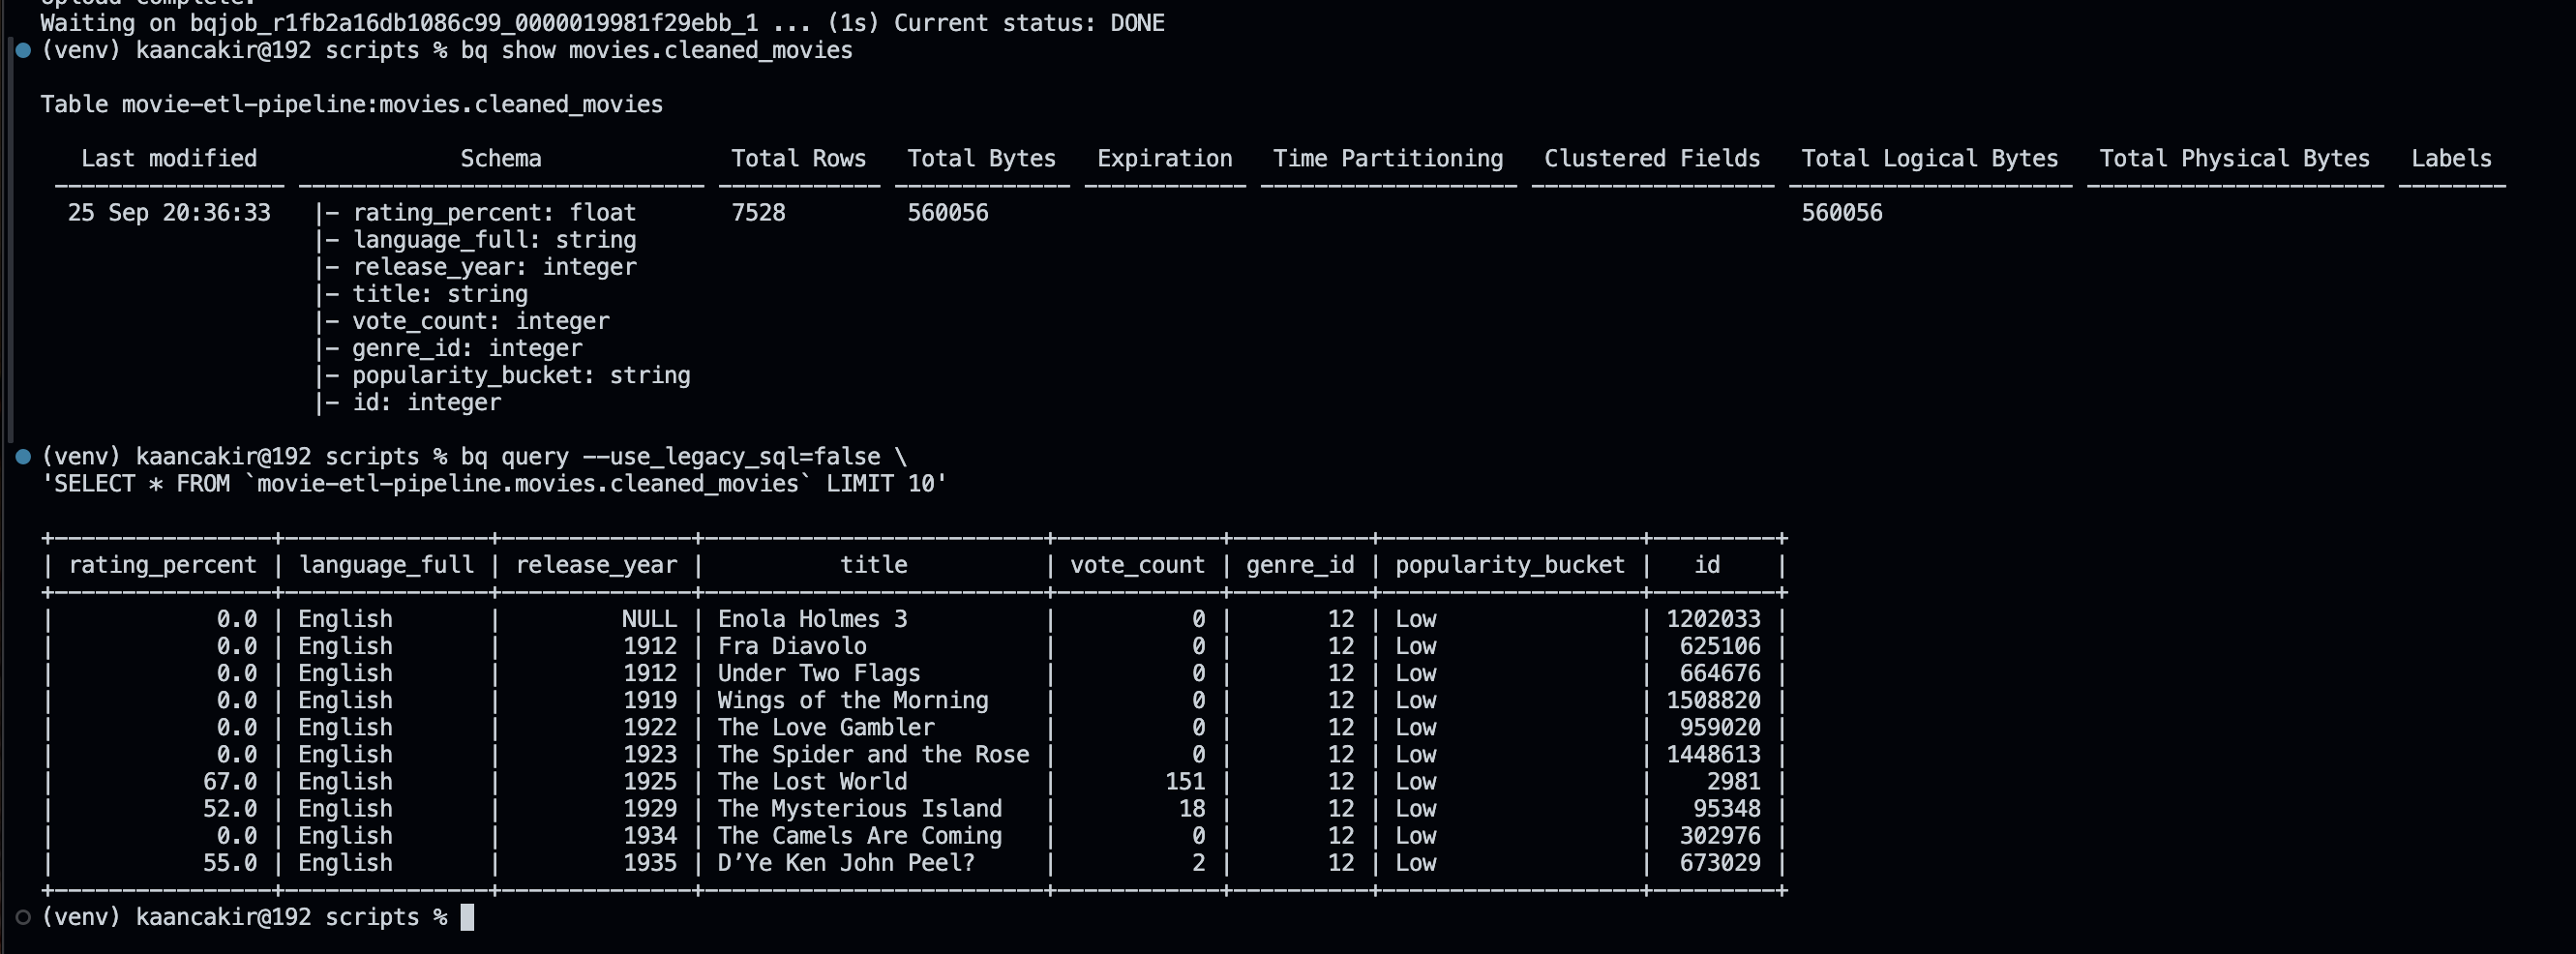 Upload complete.
Waiting on bqjob_r1fb2a16db1086c99_0000019981f29ebb_1 ... (1s) Current status: DONE
(venv) kaancakir@192 scripts % bq show movies.cleaned_movies
Table movie-etl-pipeline:movies.cleaned_movies
Last modified Schema Total Rows Total Bytes Expiration Time Partitioning Clustered Fields Total Logical Bytes Total Physical Bytes Labels
----------------- ------------------------------ ------------ ------------- ------------ ------------------- ------------------ --------------------- ---------------------- --------
25 Sep 20:36:33 |- rating_percent: float 7528 560056 560056
|- language_full: string
|- release_year: integer
|- title: string
|- vote_count: integer
|- genre_id: integer
|- popularity_bucket: string
|- id: integer
(venv) kaancakir@192 scripts % bq query --use_legacy_sql=false \
'SELECT * FROM `movie-etl-pipeline.movies.cleaned_movies` LIMIT 10'
+----------------+---------------+--------------+-------------------------+------------+----------+-------------------+---------+
| rating_percent | language_full | release_year | title | vote_count | genre_id | popularity_bucket | id |
+----------------+---------------+--------------+-------------------------+------------+----------+-------------------+---------+
| 0.0 | English | NULL | Enola Holmes 3 | 0 | 12 | Low | 1202033 |
| 0.0 | English | 1912 | Fra Diavolo | 0 | 12 | Low | 625106 |
| 0.0 | English | 1912 | Under Two Flags | 0 | 12 | Low | 664676 |
| 0.0 | English | 1919 | Wings of the Morning | 0 | 12 | Low | 1508820 |
| 0.0 | English | 1922 | The Love Gambler | 0 | 12 | Low | 959020 |
| 0.0 | English | 1923 | The Spider and the Rose | 0 | 12 | Low | 1448613 |
| 67.0 | English | 1925 | The Lost World | 151 | 12 | Low | 2981 |
| 52.0 | English | 1929 | The Mysterious Island | 18 | 12 | Low | 95348 |
| 0.0 | English | 1934 | The Camels Are Coming | 0 | 12 | Low | 302976 |
| 55.0 | English | 1935 | D’Ye Ken John Peel? | 2 | 12 | Low | 673029 |
+----------------+---------------+--------------+-------------------------+------------+----------+-------------------+---------+
(venv) kaancakir@192 scripts %